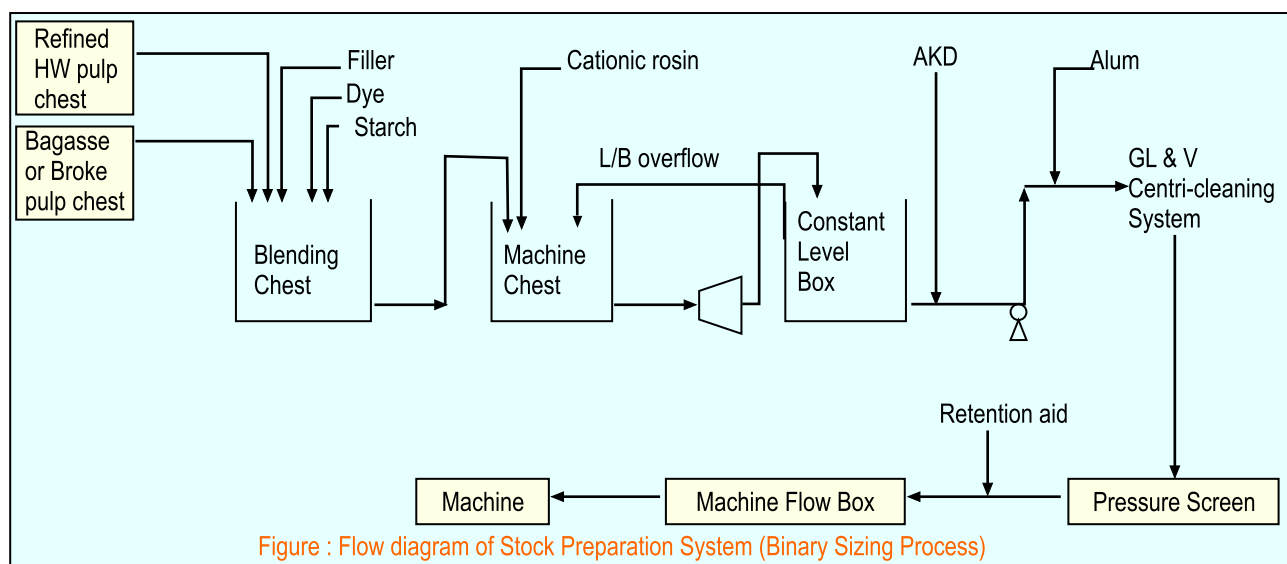 Refined
HW pulp
chest
Bagasse
or Broke
pulp chest
Filler
Dye
Starch
Blending
Chest
Cationic rosin
L/B overflow
Machine
Chest
Constant
Level
Box
AKD
Alum
GL & V
Centri-cleaning
System
Retention aid
Pressure Screen
Machine Flow Box
Machine
Figure : Flow diagram of Stock Preparation System (Binary Sizing Process)